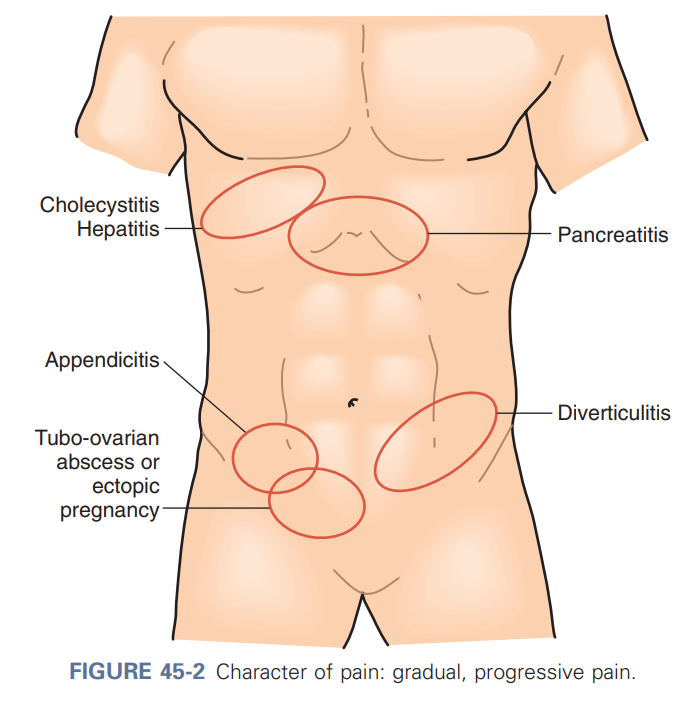 Cholecystitis
Hepatitis
Pancreatitis
Appendicitis
Diverticulitis
Tubo-ovarian
abscess or
ectopic
pregnancy
FIGURE 45-2 Character of pain: gradual, progressive pain.